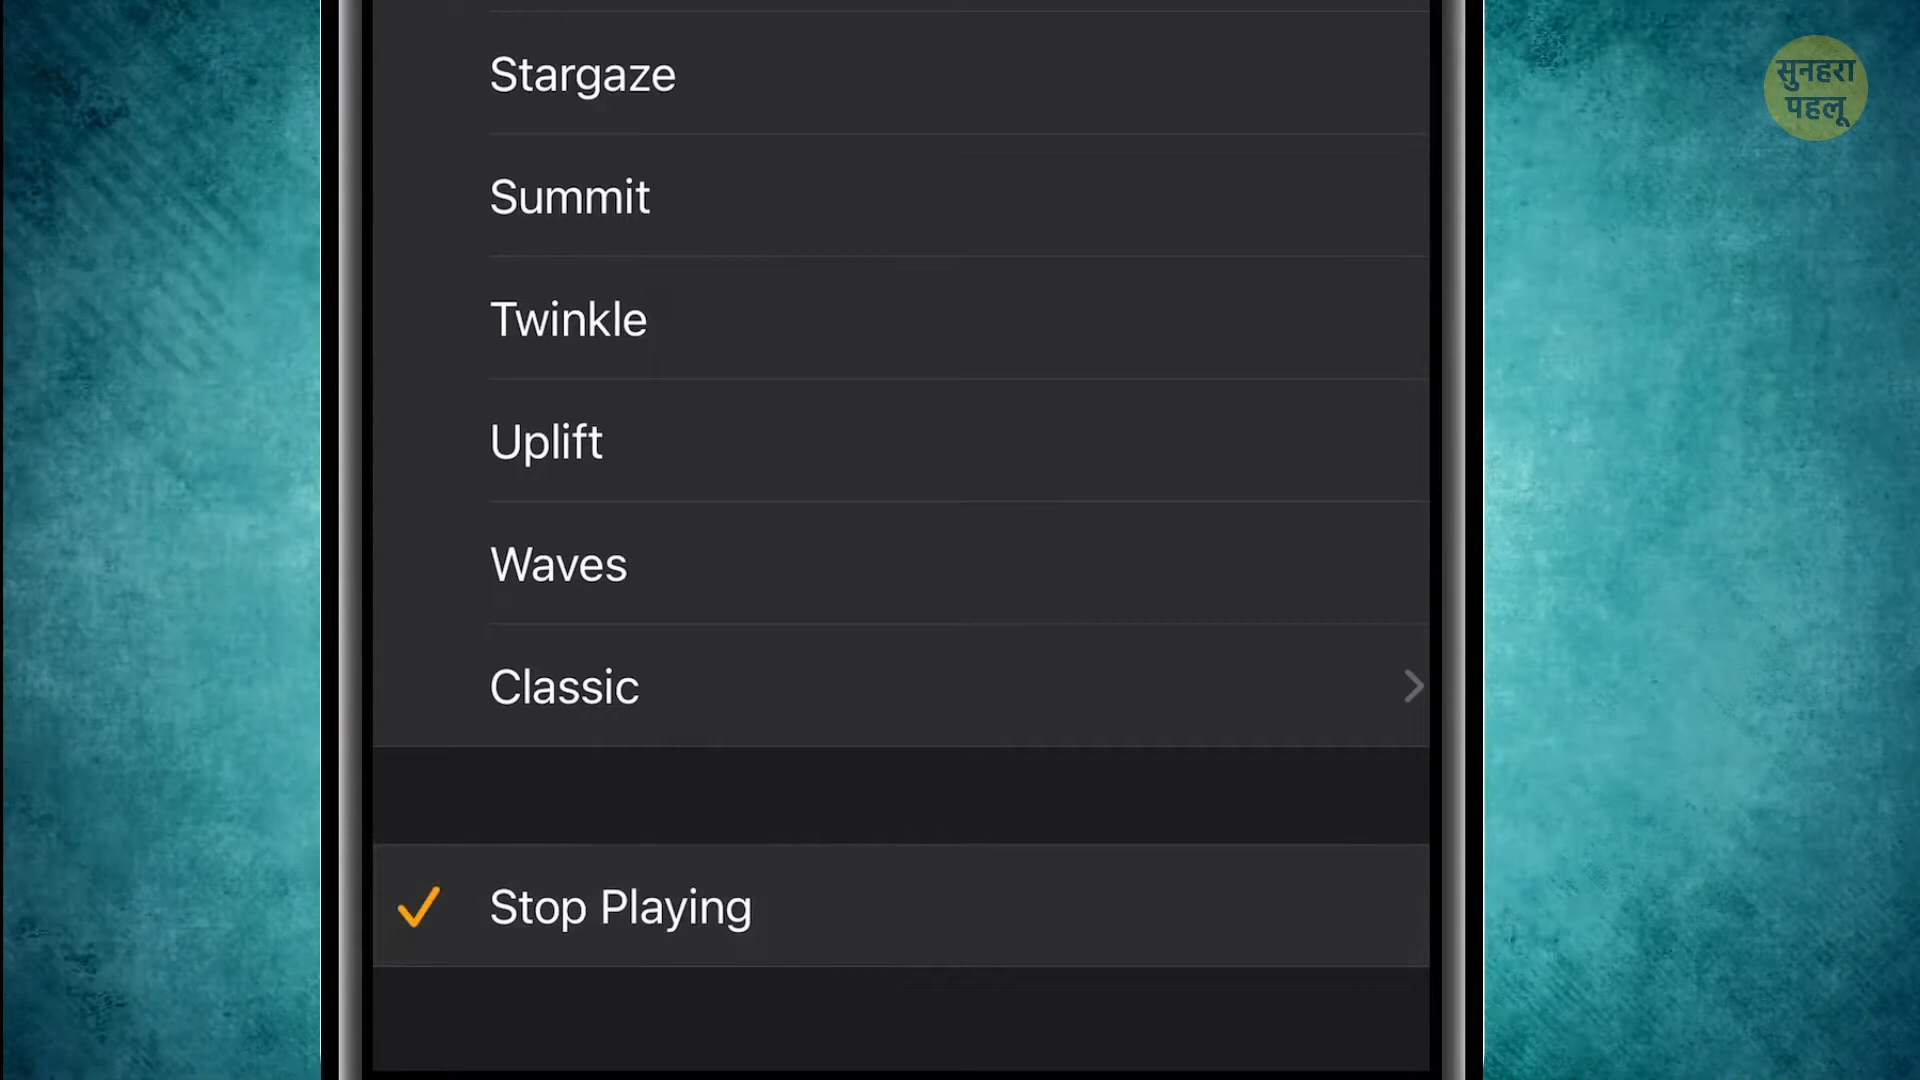 Stargaze
सुनहरा
पहलू
Summit
Twinkle
Uplift
Waves
Classic
Stop Playing